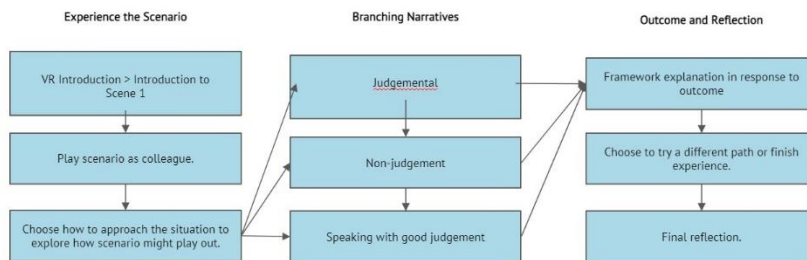 Experience the Scenario
VR Introduction > Introduction to
Scene 1
Play scenario as colleague.
Choose how to approach the situation to
explore how scenario might play out.
Branching Narratives
Judgemental
Non-judgement
Speaking with good judgement
Outcome and Reflection
Framework explanation in response to
outcome
Choose to try a different path or finish
experience.
Final reflection.